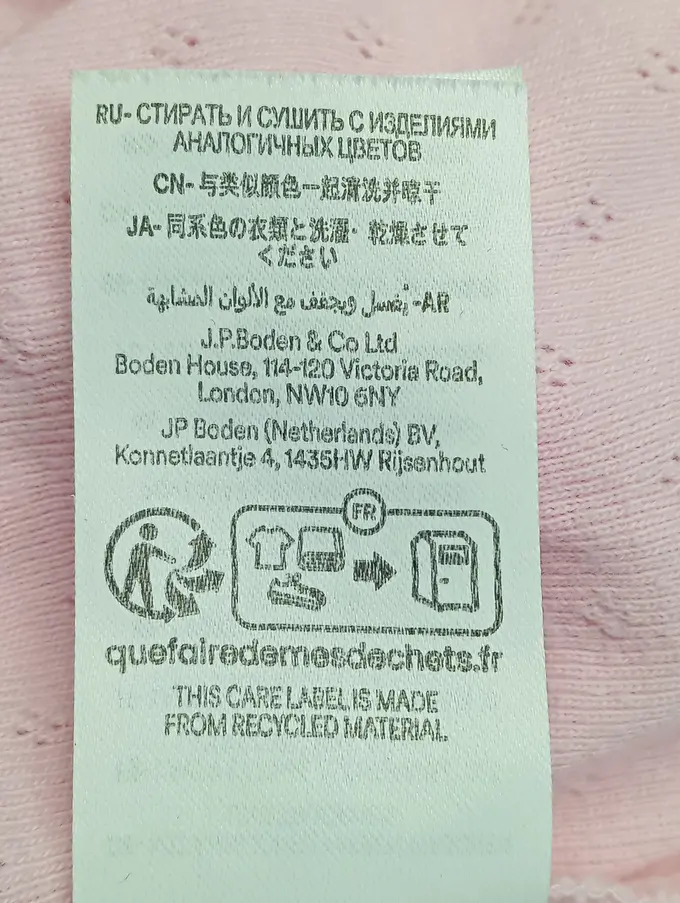 RU- СТИРАТЬ И СУШИТЬ С ИЗДЕЛИЯМИ
АНАЛОГИЧНЫХ ЦВЕТОВ
CN- 与类似颜色一起清洗并晾干
JA- 同系色の衣類と洗濯・乾燥させて
ください
AR- يُغسل ويجفف مع الألوان المشابهة
J.P.Boden & Co Ltd
Boden House, 114-120 Victoria Road,
London, NW10 6NY
JP Boden (Netherlands) BV,
Konnetlaantje 4, 1435HW Rijsenhout
FR
quefairedemesdechets.fr
THIS CARE LABEL IS MADE
FROM RECYCLED MATERIAL